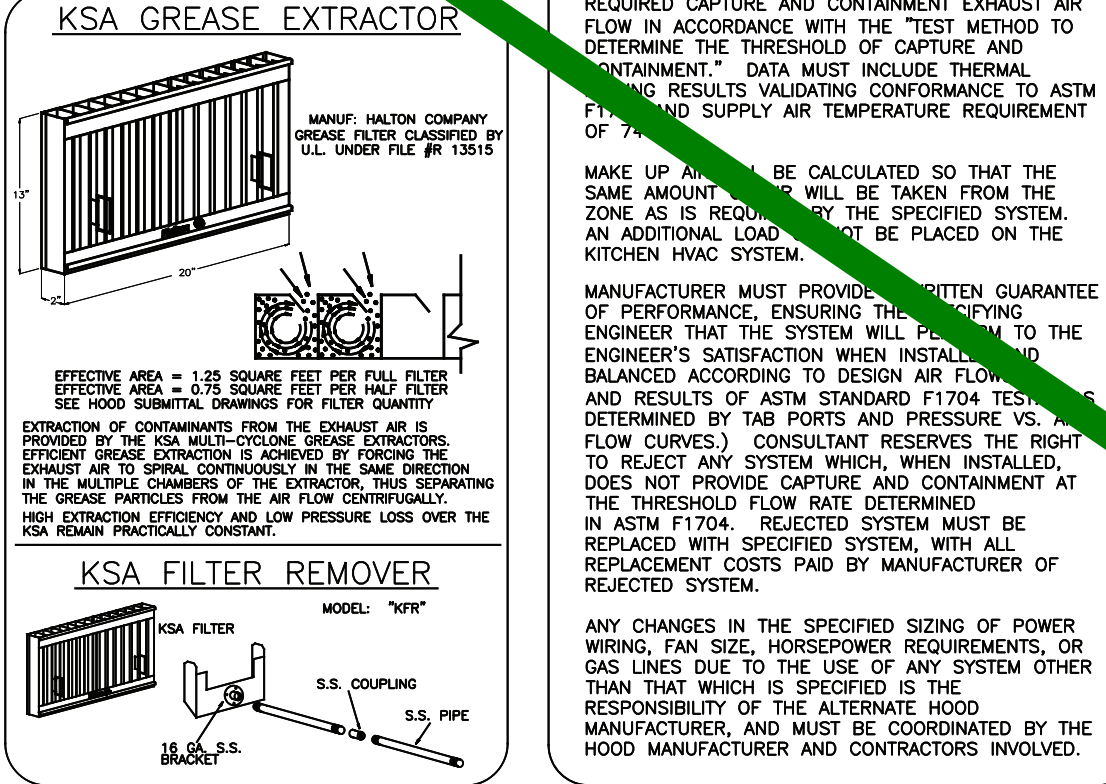 KSA GREASE EXTRACTOR
MANUF: HALTON COMPANY
GREASE FILTER CLASSIFIED BY
U.L. UNDER FILE #R 13515
13"
20"
2"
EFFECTIVE AREA = 1.25 SQUARE FEET PER FULL FILTER
EFFECTIVE AREA = 0.75 SQUARE FEET PER HALF FILTER
SEE HOOD SUBMITTAL DRAWINGS FOR FILTER QUANTITY
EXTRACTION OF CONTAMINANTS FROM THE EXHAUST AIR IS
PROVIDED BY THE KSA MULTI-CYCLONE GREASE EXTRACTORS.
EFFICIENT GREASE EXTRACTION IS ACHIEVED BY FORCING THE
EXHAUST AIR TO SPIRAL CONTINUOUSLY IN THE SAME DIRECTION
IN THE MULTIPLE CHAMBERS OF THE EXTRACTOR, THUS SEPARATING
THE GREASE PARTICLES FROM THE AIR FLOW CENTRIFUGALLY.
HIGH EXTRACTION EFFICIENCY AND LOW PRESSURE LOSS OVER THE
KSA REMAIN PRACTICALLY CONSTANT.
KSA FILTER REMOVER
MODEL: "KFR"
KSA FILTER
S.S. COUPLING
S.S. PIPE
16 GA. S.S.
BRACKET
REQUIRED CAPTURE AND CONTAINMENT EXHAUST AIR
FLOW IN ACCORDANCE WITH THE "TEST METHOD TO
DETERMINE THE THRESHOLD OF CAPTURE AND
CONTAINMENT." DATA MUST INCLUDE THERMAL
RESULTS VALIDATING CONFORMANCE TO ASTM
AND SUPPLY AIR TEMPERATURE REQUIREMENT
OF
MAKE UP BE CALCULATED SO THAT THE
SAME AMOUNT WILL BE TAKEN FROM THE
ZONE AS IS BY THE SPECIFIED SYSTEM.
AN ADDITIONAL LOAD BE PLACED ON THE
KITCHEN HVAC SYSTEM.
MANUFACTURER MUST PROVIDE WRITTEN GUARANTEE
OF PERFORMANCE, ENSURING THE SPECIFYING
ENGINEER THAT THE SYSTEM WILL TO THE
ENGINEER'S SATISFACTION WHEN INSTALLED AND
BALANCED ACCORDING TO DESIGN AIR
AND RESULTS OF ASTM STANDARD F1704
DETERMINED BY TAB PORTS AND PRESSURE VS.
FLOW CURVES.) CONSULTANT RESERVES THE RIGHT
TO REJECT ANY SYSTEM WHICH, WHEN INSTALLED,
DOES NOT PROVIDE CAPTURE AND CONTAINMENT AT
THE THRESHOLD FLOW RATE DETERMINED
IN ASTM F1704. REJECTED SYSTEM MUST BE
REPLACED WITH SPECIFIED SYSTEM, WITH ALL
REPLACEMENT COSTS PAID BY MANUFACTURER OF
REJECTED SYSTEM.
ANY CHANGES IN THE SPECIFIED SIZING OF POWER
WIRING, FAN SIZE, HORSEPOWER REQUIREMENTS, OR
GAS LINES DUE TO THE USE OF ANY SYSTEM OTHER
THAN THAT WHICH IS SPECIFIED IS THE
RESPONSIBILITY OF THE ALTERNATE HOOD
MANUFACTURER, AND MUST BE COORDINATED BY THE
HOOD MANUFACTURER AND CONTRACTORS INVOLVED.